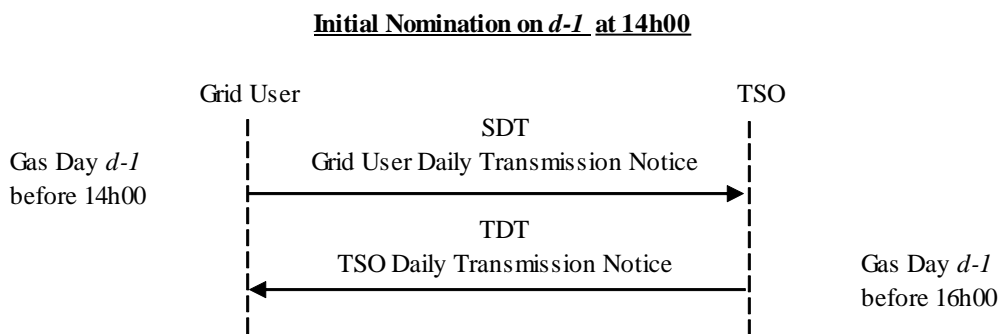 Initial Nomination on d-1 at 14h00
Grid User
TSO
SDT
Gas Day d-1
Grid User Daily Transmission Notice
before 14h00
TDT
TSO Daily Transmission Notice
Gas Day d-1
before 16h00